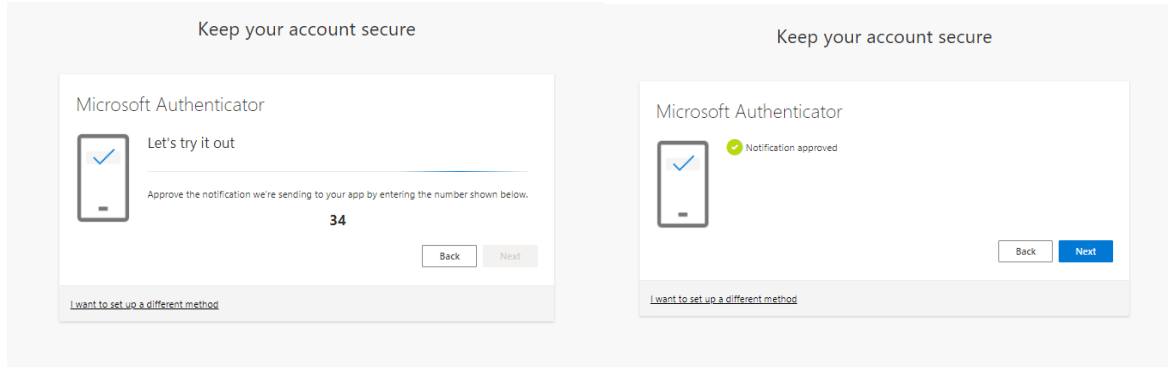 Keep your account secure
Microsoft Authenticator
Let's try it out
Approve the notification we're sending to your app by entering the number shown below.
34
Back
Next
I want to set up a different method
Keep your account secure
Microsoft Authenticator
Notification approved
Back
Next
I want to set up a different method